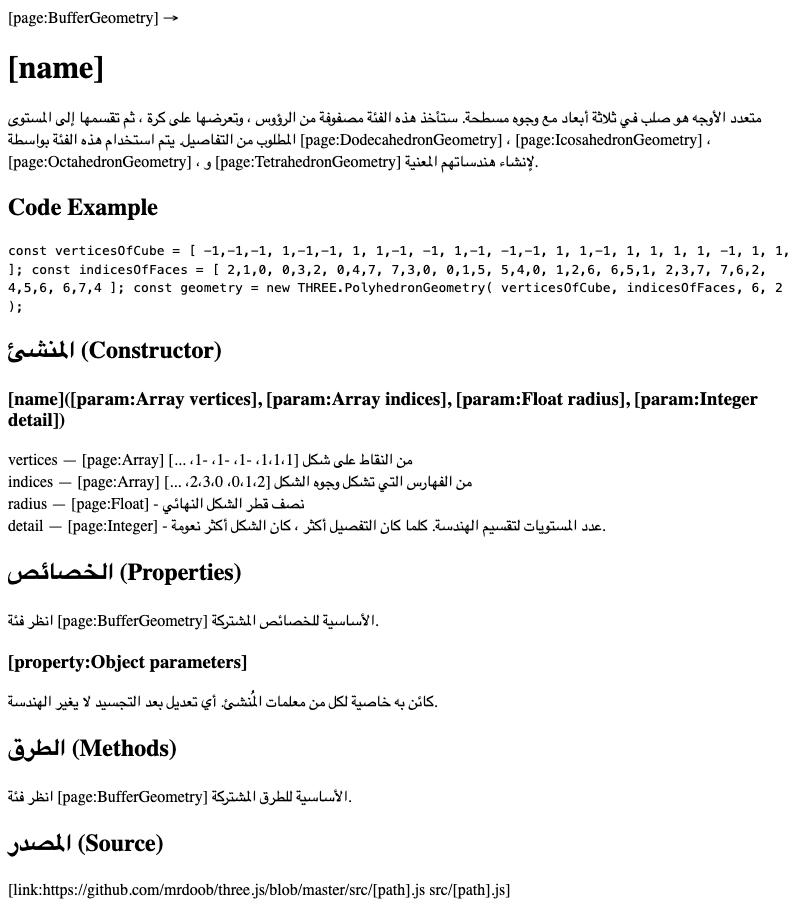 [page:BufferGeometry] →
[name]
متعدد الأوجه هو صلب في ثلاثة أبعاد مع وجوه مسطحة. ستأخذ هذه الفئة مصفوفة من الرؤوس ، وتعرضها على كرة ، ثم تقسمها إلى المستوى
المطلوب من التفاصيل. يتم استخدام هذه الفئة بواسطة [page:DodecahedronGeometry] ، [page:IcosahedronGeometry] ،
[page:OctahedronGeometry] ، و [page:TetrahedronGeometry] لإنشاء هندساتهم المعنية.
Code Example
const verticesOfCube = [ -1,-1,-1, 1,-1,-1, 1, 1,-1, -1, 1,-1, -1,-1, 1, 1,-1, 1, 1, 1, 1, -1, 1, 1,
]; const indicesOfFaces = [ 2,1,0, 0,3,2, 0,4,7, 7,3,0, 0,1,5, 5,4,0, 1,2,6, 6,5,1, 2,3,7, 7,6,2,
4,5,6, 6,7,4 ]; const geometry = new THREE.PolyhedronGeometry( verticesOfCube, indicesOfFaces, 6, 2
);
المنشئ (Constructor)
[name]([param:Array vertices], [param:Array indices], [param:Float radius], [param:Integer
detail])
vertices — [page:Array] من النقاط على شكل [1،1،1، -1، -1، -1، ... ]
indices — [page:Array] من الفهارس التي تشكل وجوه الشكل [0،1،2، 2،3،0، ... ]
radius — [page:Float] - نصف قطر الشكل النهائي
detail — [page:Integer] - عدد المستويات لتقسيم الهندسة. كلما كان التفصيل أكثر ، كان الشكل أكثر نعومة.
الخصائص (Properties)
انظر فئة [page:BufferGeometry] الأساسية للخصائص المشتركة.
[property:Object parameters]
كائن به خاصية لكل من معلمات المُنشئ. أي تعديل بعد التجسيد لا يغير الهندسة.
الطرق (Methods)
انظر فئة [page:BufferGeometry] الأساسية للطرق المشتركة.
المصدر (Source)
[link:https://github.com/mrdoob/three.js/blob/master/src/[path].js src/[path].js]